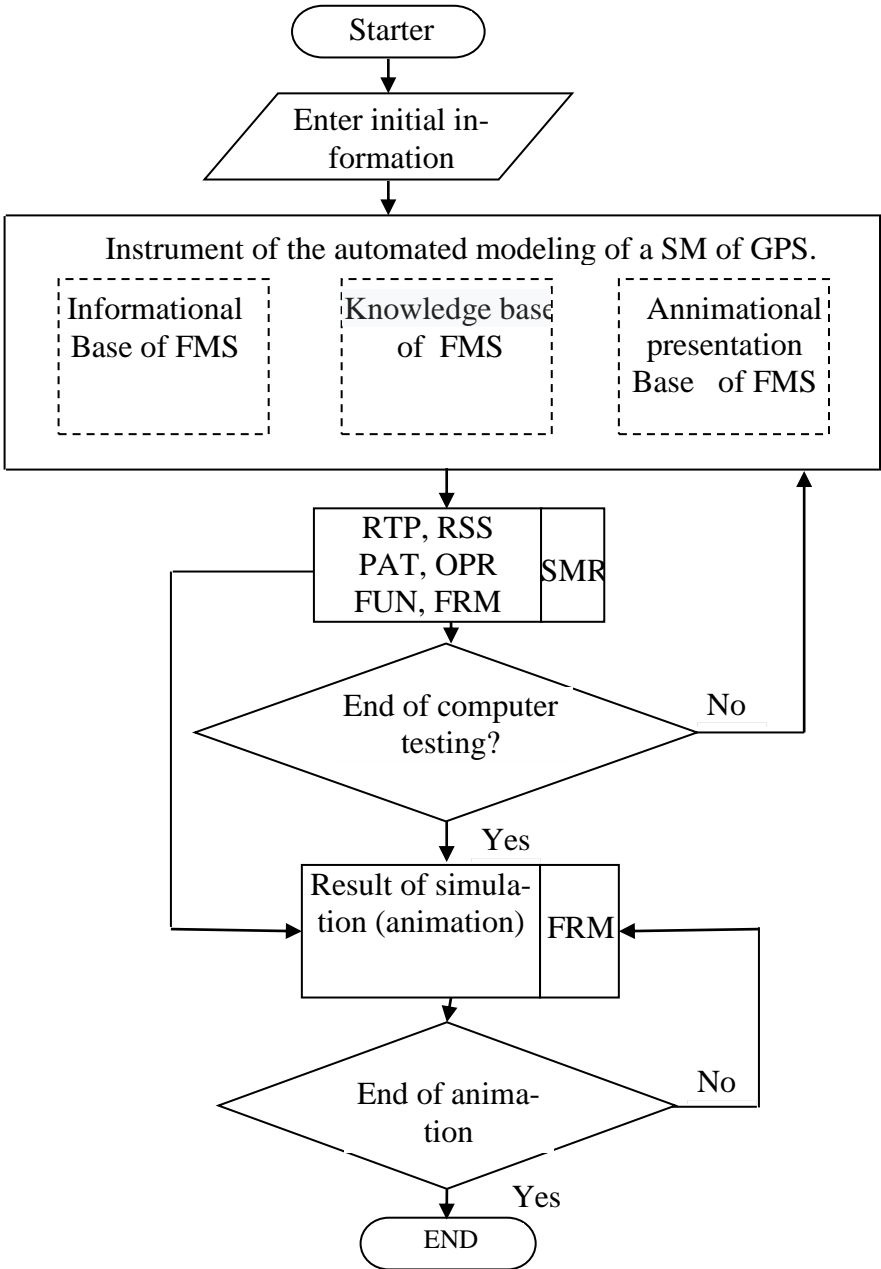 Starter
Enter initial in-
formation
Instrument of the automated modeling of a SM of GPS.
Informational
Base of FMS
Knowledge base
of FMS
Annimational
presentation
Base of FMS
RTP, RSS
PAT, OPR
FUN, FRM
SMR
End of computer
testing?
No
Yes
Result of simula-
tion (animation)
FRM
End of anima-
tion
No
Yes
END